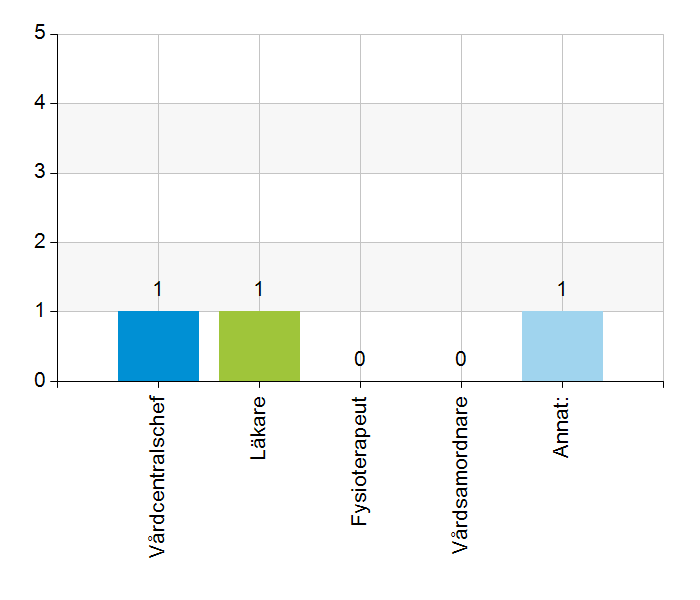 5
4
3
2
1
0
1
1
0
0
1
Vårdcentralschef
Läkare
Fysioterapeut
Vårdsamordnare
Annat: